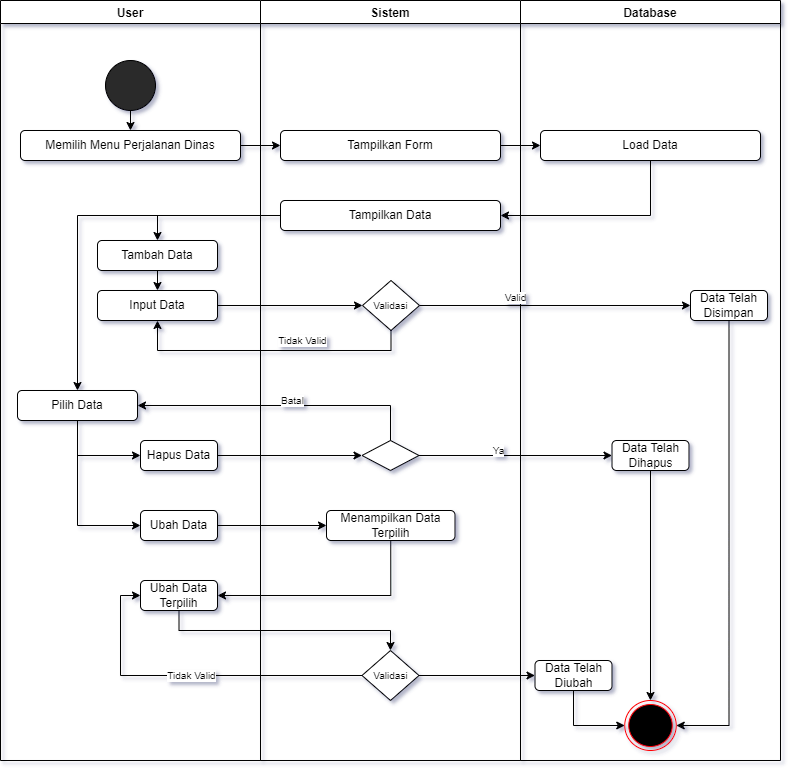 User
Sistem
Database
Memilih Menu Perjalanan Dinas
Tampilkan Form
Load Data
Tampilkan Data
Tambah Data
Input Data
Validasi
Valid
Data Telah
Disimpan
Tidak Valid
Pilih Data
Batal
Hapus Data
Ya
Data Telah
Dihapus
Ubah Data
Menampilkan Data
Terpilih
Ubah Data
Terpilih
Tidak Valid
Validasi
Data Telah
Diubah